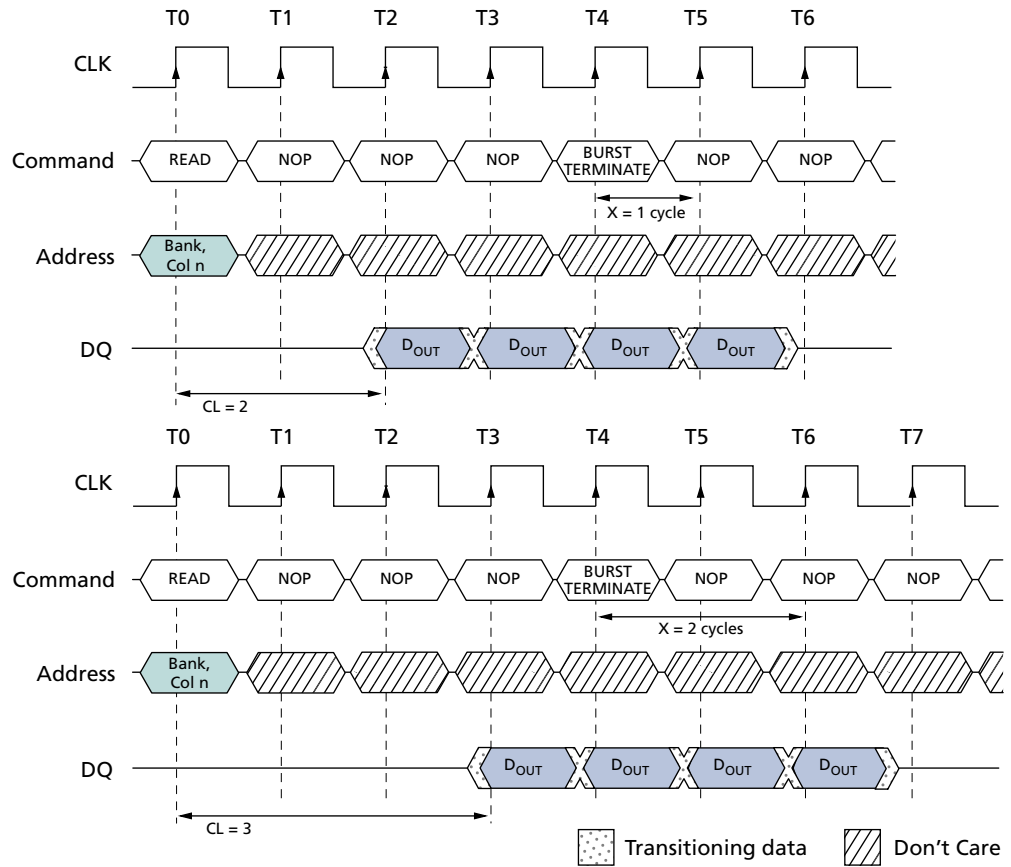 T0 T1 T2 T3 T4 T5 T6
CLK
Command READ NOP NOP NOP BURST TERMINATE NOP NOP
X = 1 cycle
Address Bank, Col n
DQ DOUT DOUT DOUT DOUT
CL = 2
T0 T1 T2 T3 T4 T5 T6 T7
CLK
Command READ NOP NOP NOP BURST TERMINATE NOP NOP NOP
X = 2 cycles
Address Bank, Col n
DQ DOUT DOUT DOUT DOUT
CL = 3
Transitioning data Don't Care